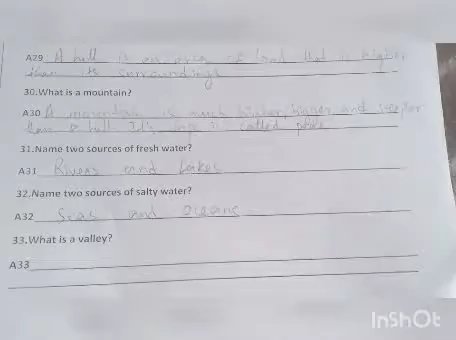 A29 A hill is an area of land that is higher
than its surroundings
30.What is a mountain?
A30 A mountain is much higher, bigger and steeper
than a hill. It's top is called peak.
31.Name two sources of fresh water?
A31 Rivers and lakes
32.Name two sources of salty water?
A32 Seas and oceans
33.What is a valley?
A33
InShOt